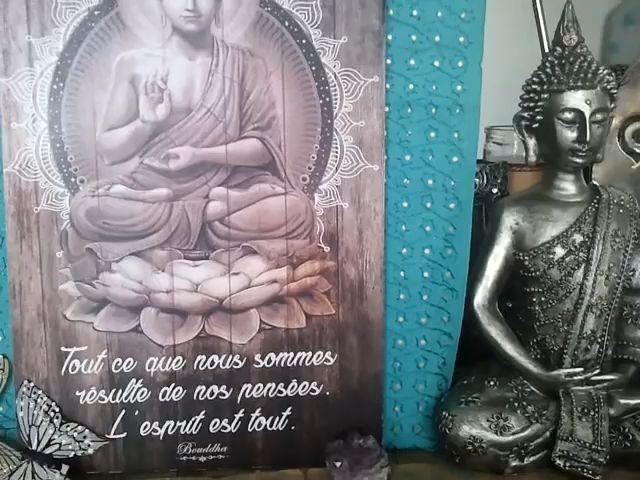 Tout ce que nous sommes
résulte de nos pensées.
L'esprit est tout.
Bouddha